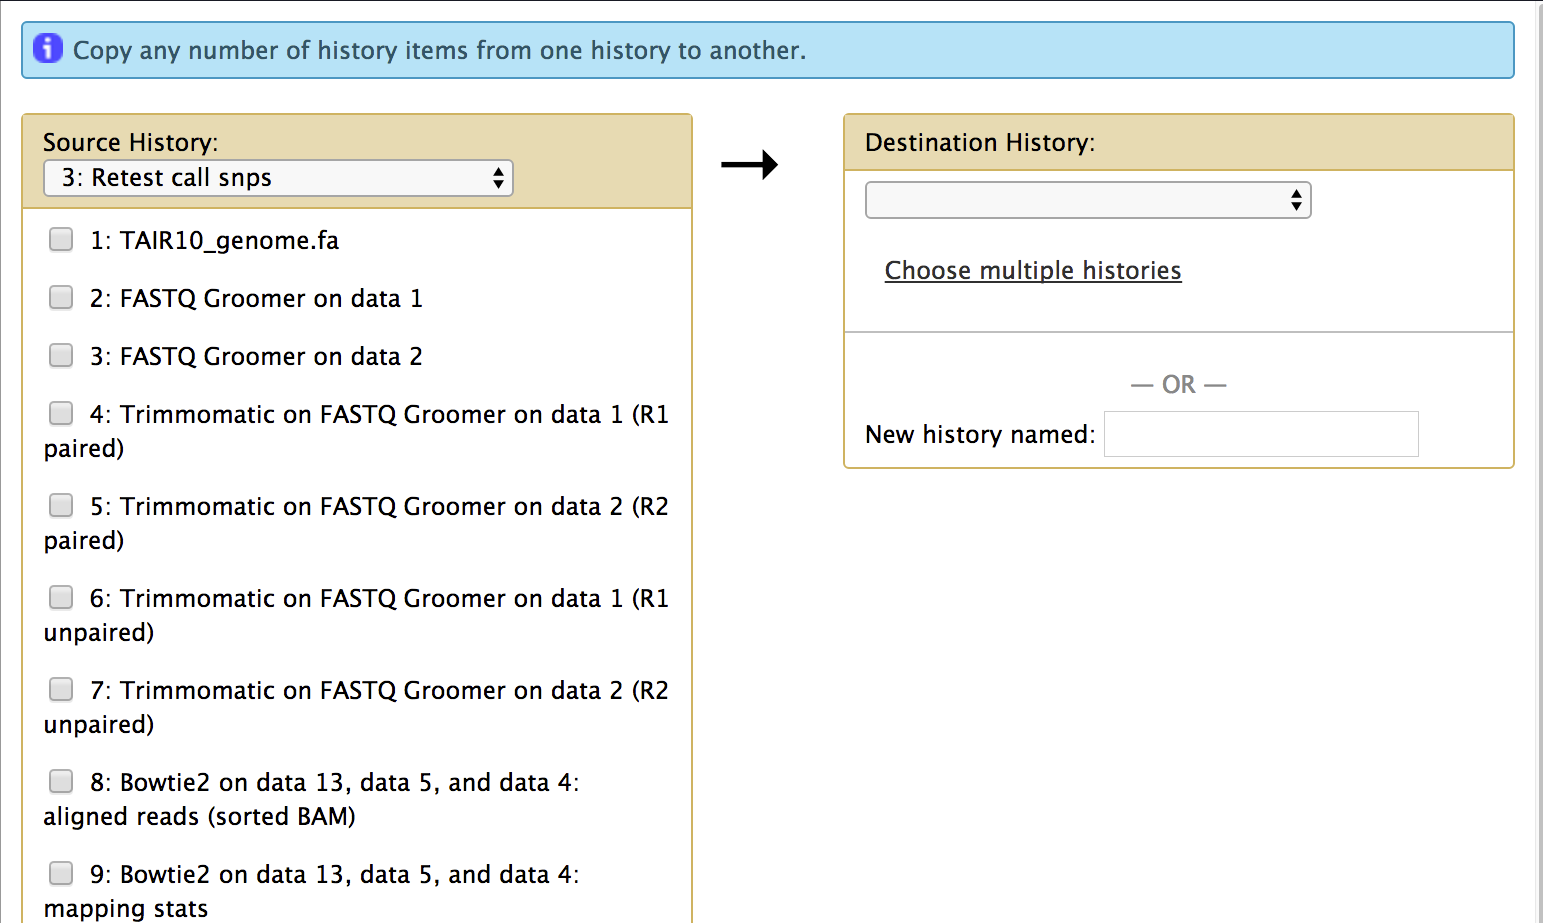 Copy any number of history items from one history to another.
Source History:
3: Retest call snps
1: TAIR10_genome.fa
2: FASTQ Groomer on data 1
3: FASTQ Groomer on data 2
4: Trimmomatic on FASTQ Groomer on data 1 (R1
paired)
5: Trimmomatic on FASTQ Groomer on data 2 (R2
paired)
6: Trimmomatic on FASTQ Groomer on data 1 (R1
unpaired)
7: Trimmomatic on FASTQ Groomer on data 2 (R2
unpaired)
8: Bowtie2 on data 13, data 5, and data 4:
aligned reads (sorted BAM)
9: Bowtie2 on data 13, data 5, and data 4:
mapping stats
Destination History:
Choose multiple histories
— OR —
New history named: